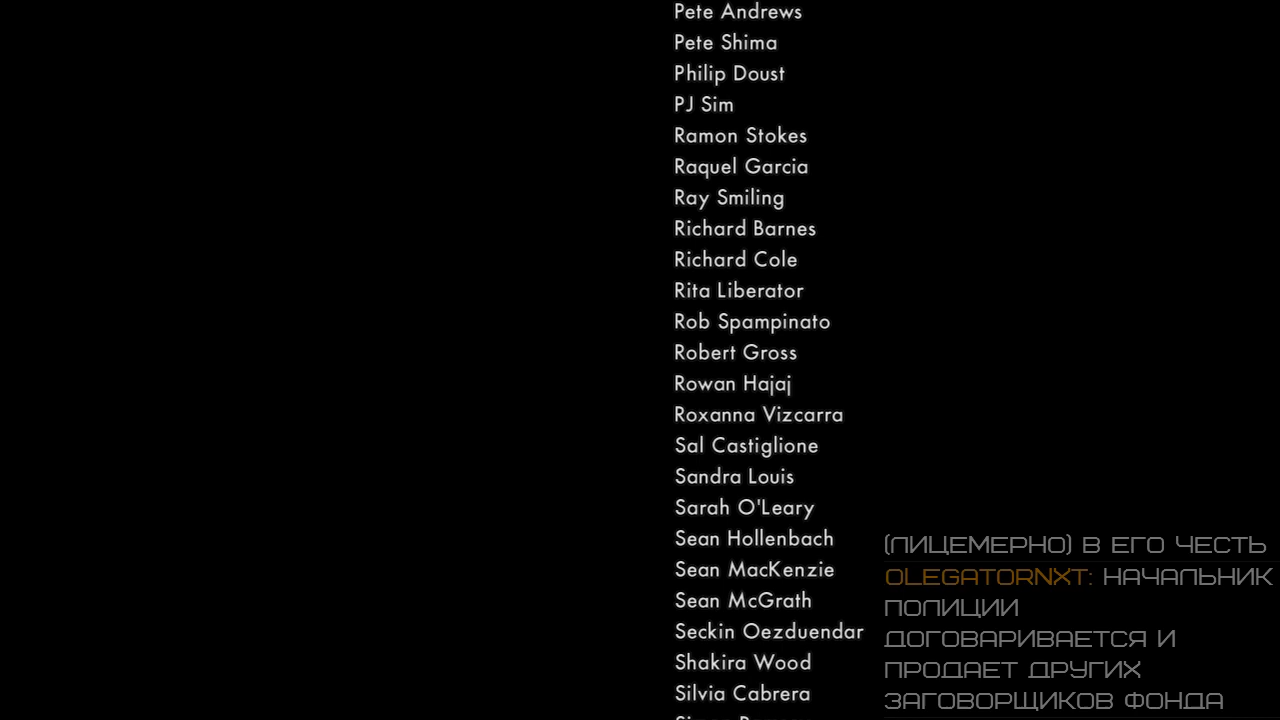 Pete Andrews
Pete Shima
Philip Doust
PJ Sim
Ramon Stokes
Raquel Garcia
Ray Smiling
Richard Barnes
Richard Cole
Rita Liberator
Rob Spampinato
Robert Gross
Rowan Hajaj
Roxanna Vizcarra
Sal Castiglione
Sandra Louis
Sarah O'Leary
Sean Hollenbach
Sean MacKenzie
Sean McGrath
Seckin Oezduendar
Shakira Wood
Silvia Cabrera
(ЛИЦЕМЕРНО) В ЕГО ЧЕСТЬ
OLEGATORNXT: НАЧАЛЬНИК
ПОЛИЦИИ
ДОГОВАРИВАЕТСЯ И
ПРОДАЕТ ДРУГИХ
ЗАГОВОРЩИКОВ ФОНДА